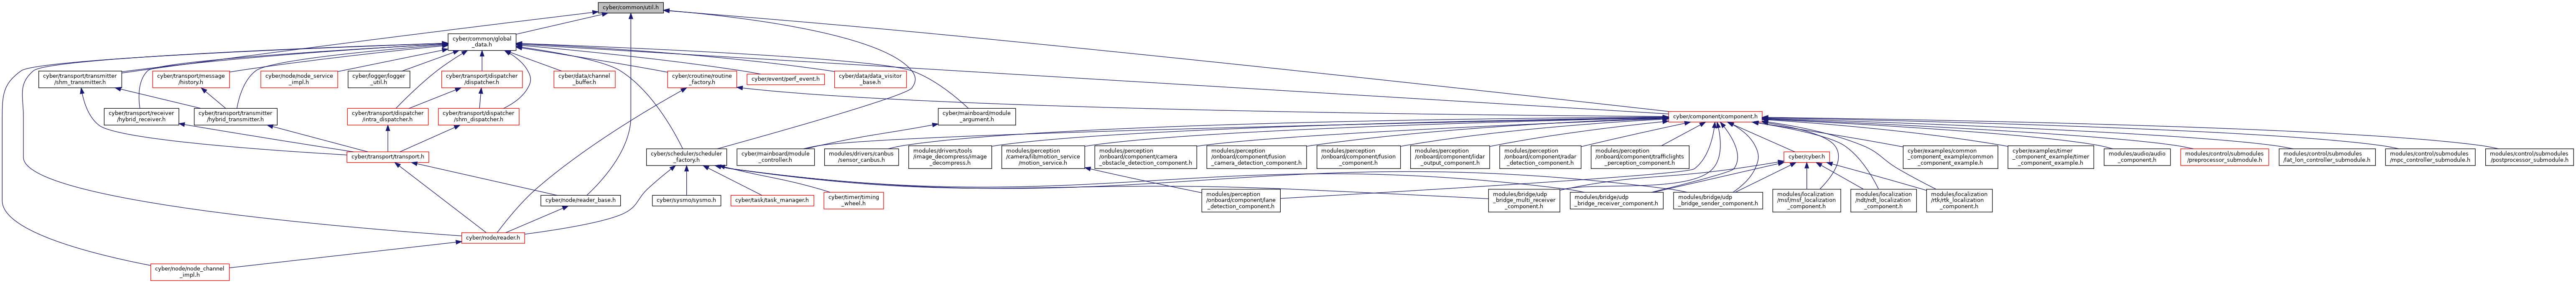 cyber/common/util.h
cyber/common/global
_data.h
cyber/transport/transmitter
/shm_transmitter.h
cyber/transport/message
/history.h
cyber/node/node_service
_impl.h
cyber/logger/logger
_util.h
cyber/transport/dispatcher
/dispatcher.h
cyber/data/channel
_buffer.h
cyber/croutine/routine
_factory.h
cyber/event/perf_event.h
cyber/data/data_visitor
_base.h
cyber/transport/receiver
/hybrid_receiver.h
cyber/transport/transmitter
/hybrid_transmitter.h
cyber/transport/dispatcher
/intra_dispatcher.h
cyber/transport/dispatcher
/shm_dispatcher.h
cyber/mainboard/module
_argument.h
cyber/component/component.h
cyber/transport/transport.h
cyber/scheduler/scheduler
_factory.h
cyber/mainboard/module
_controller.h
modules/drivers/canbus
/sensor_canbus.h
modules/drivers/tools
/image_decompress/image
_decompress.h
modules/perception
/camera/lib/motion_service
/motion_service.h
modules/perception
/onboard/component/camera
_obstacle_detection_component.h
modules/perception
/onboard/component/fusion
_camera_detection_component.h
modules/perception
/onboard/component/fusion
_component.h
modules/perception
/onboard/component/lidar
_output_component.h
modules/perception
/onboard/component/radar
_detection_component.h
modules/perception
/onboard/component/trafficlights
_perception_component.h
cyber/cyber.h
cyber/examples/common
_component_example/common
_component_example.h
cyber/examples/timer
_component_example/timer
_component_example.h
modules/audio/audio
_component.h
modules/control/submodules
/preprocessor_submodule.h
modules/control/submodules
/lat_lon_controller_submodule.h
modules/control/submodules
/mpc_controller_submodule.h
modules/control/submodules
/postprocessor_submodule.h
cyber/node/reader_base.h
cyber/sysmo/sysmo.h
cyber/task/task_manager.h
cyber/timer/timing
_wheel.h
modules/perception
/onboard/component/lane
_detection_component.h
modules/bridge/udp
_bridge_multi_receiver
_component.h
modules/bridge/udp
_bridge_receiver_component.h
modules/bridge/udp
_bridge_sender_component.h
modules/localization
/msf/msf_localization
_component.h
modules/localization
/ndt/ndt_localization
_component.h
modules/localization
/rtk/rtk_localization
_component.h
cyber/node/reader.h
cyber/node/node_channel
_impl.h